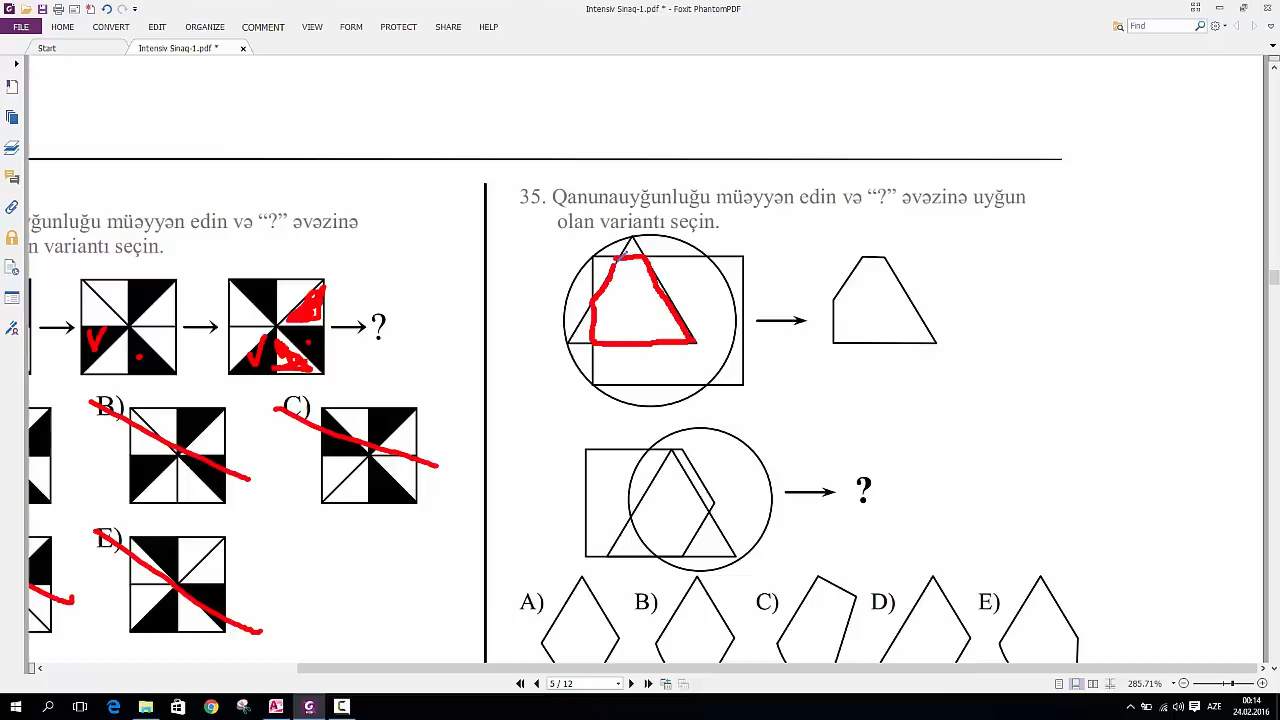 Intensiv Sinaq-1.pdf * - Foxit PhantomPDF
FILE HOME CONVERT EDIT ORGANIZE COMMENT VIEW FORM PROTECT SHARE HELP
Find
Start
Intensiv Sinaq-1.pdf *
yğunluğu müəyyən edin və “?” əvəzinə
n variantı seçin.
?
B)
C)
E)
35. Qanunauyğunluğu müəyyən edin və “?” əvəzinə uyğun
olan variantı seçin.
?
A)
B)
C)
D)
E)
5 / 12
285.71%
AZE
00:14
24.02.2016